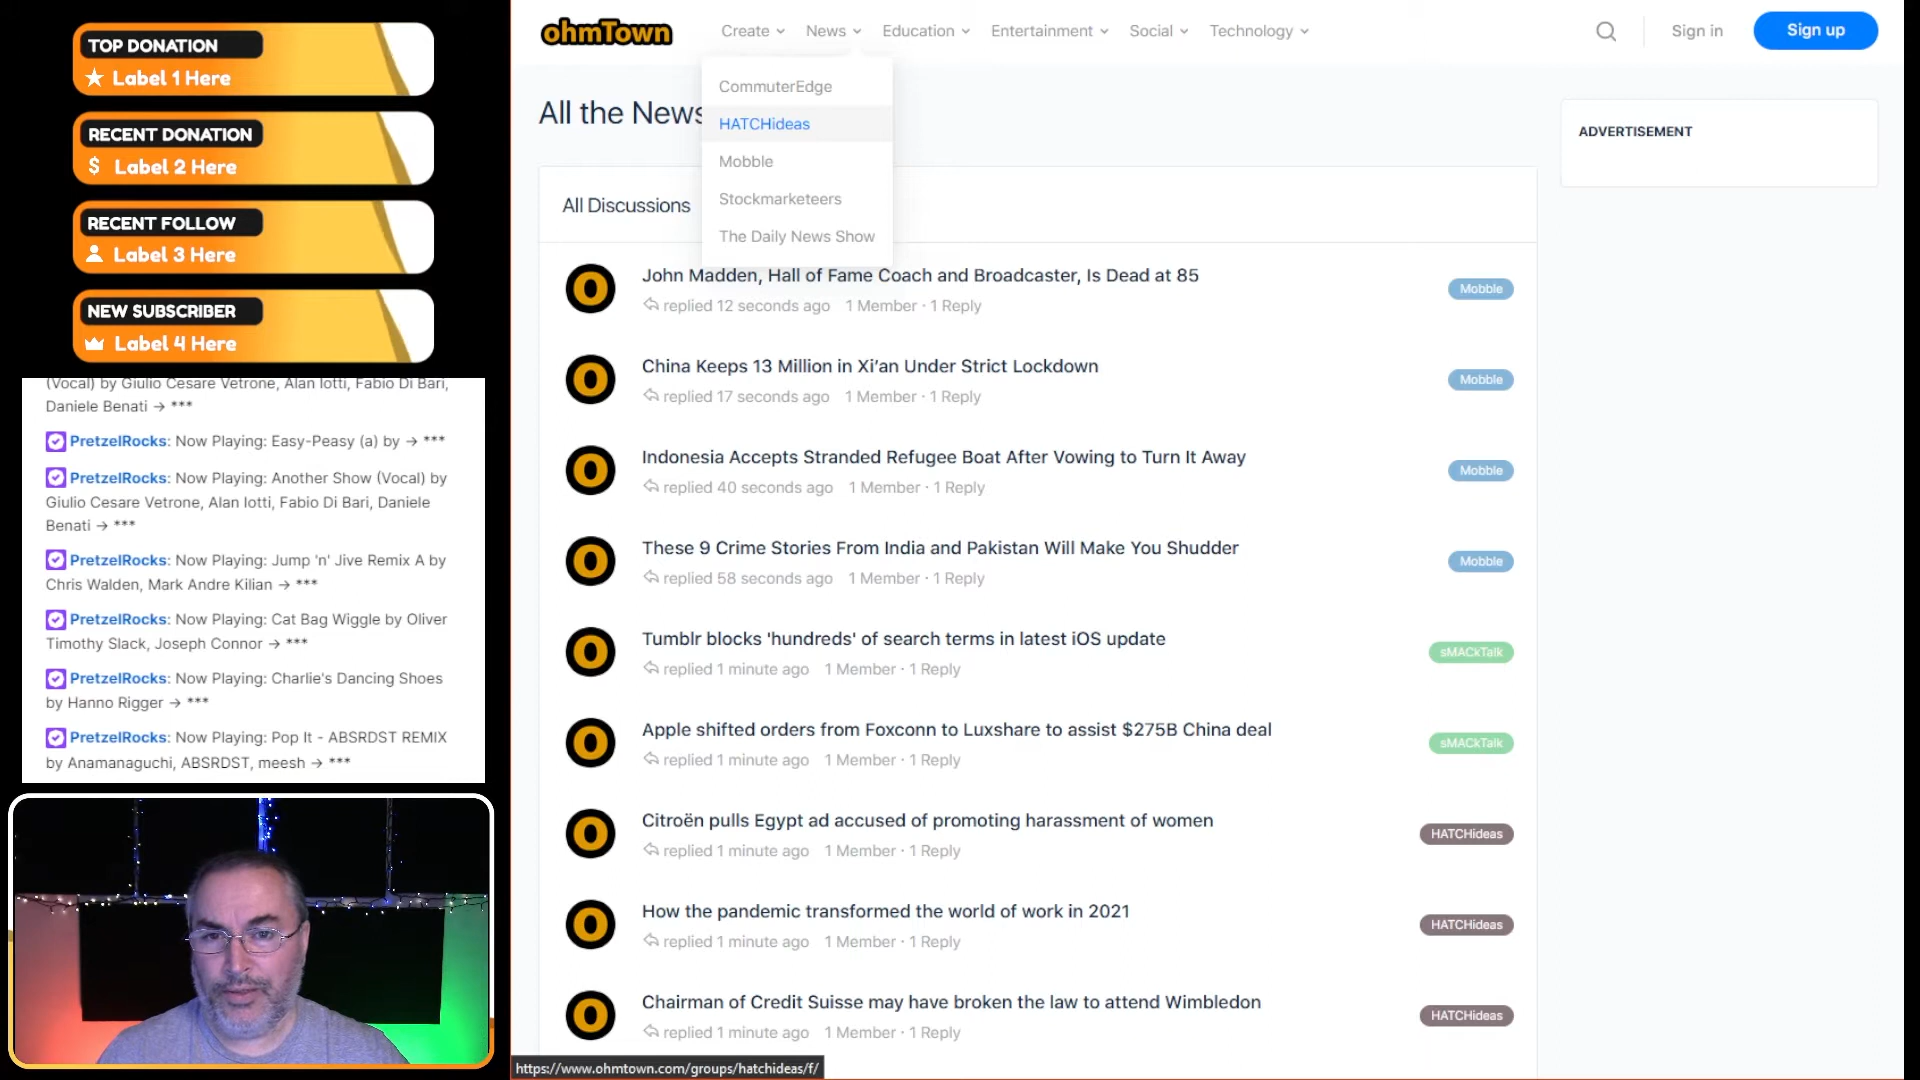 TOP DONATION
Label 1 Here
RECENT DONATION
$ Label 2 Here
RECENT FOLLOW
Label 3 Here
NEW SUBSCRIBER
Label 4 Here
(Vocal) by Giulio Cesare Vetrone, Alan Iotti, Fabio Di Bari,
Daniele Benati → ***
PretzelRocks: Now Playing: Easy-Peasy (a) by → ***
PretzelRocks: Now Playing: Another Show (Vocal) by
Giulio Cesare Vetrone, Alan Iotti, Fabio Di Bari, Daniele
Benati → ***
PretzelRocks: Now Playing: Jump 'n' Jive Remix A by
Chris Walden, Mark Andre Kilian → ***
PretzelRocks: Now Playing: Cat Bag Wiggle by Oliver
Timothy Slack, Joseph Connor → ***
PretzelRocks: Now Playing: Charlie's Dancing Shoes
by Hanno Rigger → ***
PretzelRocks: Now Playing: Pop It - ABSRDST REMIX
by Anamanaguchi, ABSRDST, meesh → ***
ohmTown
Create News Education Entertainment Social Technology
Sign in
Sign up
CommuterEdge
HATCHideas
Mobble
Stockmarketeers
The Daily News Show
All the News
ADVERTISEMENT
All Discussions
John Madden, Hall of Fame Coach and Broadcaster, Is Dead at 85
replied 12 seconds ago 1 Member · 1 Reply
Mobble
China Keeps 13 Million in Xi’an Under Strict Lockdown
replied 17 seconds ago 1 Member · 1 Reply
Mobble
Indonesia Accepts Stranded Refugee Boat After Vowing to Turn It Away
replied 40 seconds ago 1 Member · 1 Reply
Mobble
These 9 Crime Stories From India and Pakistan Will Make You Shudder
replied 58 seconds ago 1 Member · 1 Reply
Mobble
Tumblr blocks 'hundreds' of search terms in latest iOS update
replied 1 minute ago 1 Member · 1 Reply
sMACkTalk
Apple shifted orders from Foxconn to Luxshare to assist $275B China deal
replied 1 minute ago 1 Member · 1 Reply
sMACkTalk
Citroën pulls Egypt ad accused of promoting harassment of women
replied 1 minute ago 1 Member · 1 Reply
HATCHideas
How the pandemic transformed the world of work in 2021
replied 1 minute ago 1 Member · 1 Reply
HATCHideas
Chairman of Credit Suisse may have broken the law to attend Wimbledon
replied 1 minute ago 1 Member · 1 Reply
HATCHideas
https://www.ohmtown.com/groups/hatchideas/f/